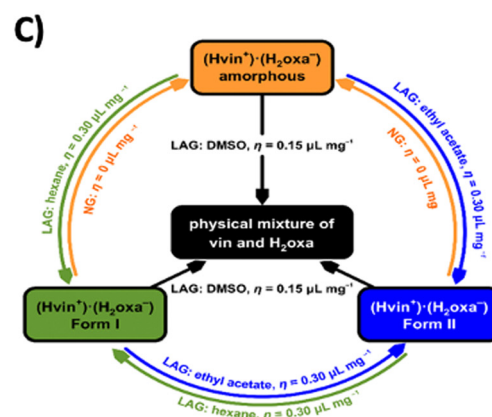 C)
(Hvin⁺)·(H₂oxa⁻)
amorphous
LAG: hexane, η = 0.30 µL mg⁻¹
NG: η = 0 µL mg⁻¹
LAG: ethyl acetate, η = 0.30 µL mg⁻¹
NG: η = 0 µL mg
LAG: DMSO, η = 0.15 µL mg⁻¹
physical mixture of
vin and H₂oxa
LAG: DMSO, η = 0.15 µL mg⁻¹
(Hvin⁺)·(H₂oxa⁻)
Form I
(Hvin⁺)·(H₂oxa⁻)
Form II
LAG: ethyl acetate, η = 0.30 µL mg⁻¹
LAG: hexane, η = 0.30 µL mg⁻¹